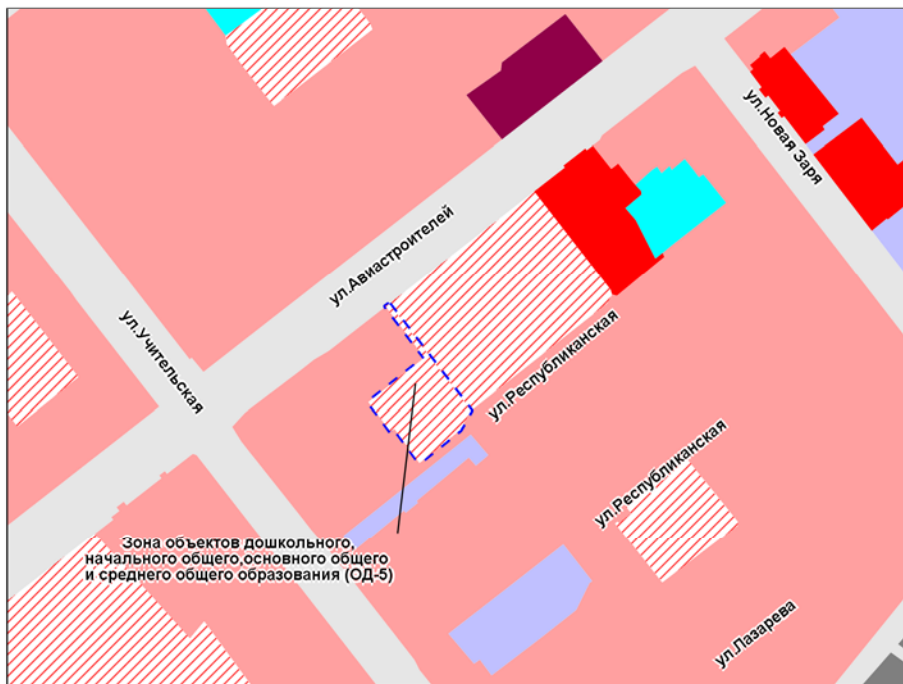 ул.Новая Заря
ул.Авиастроителей
ул.Учительская
ул.Республиканская
ул.Республиканская
Зона объектов дошкольного,
начального общего,основного общего
и среднего общего образования (ОД-5)
ул.Лазарева